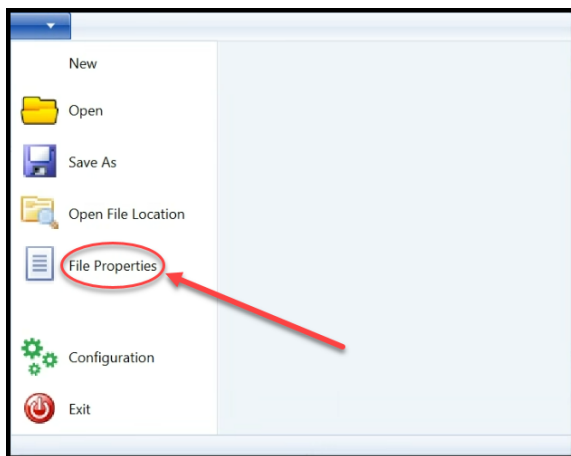 New
Open
Save As
Open File Location
File Properties
Configuration
Exit